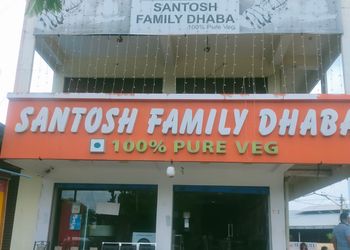 SANTOSH
FAMILY DHABA
100% Pure Veg.
SANTOSH FAMILY DHABA
100% PURE VEG